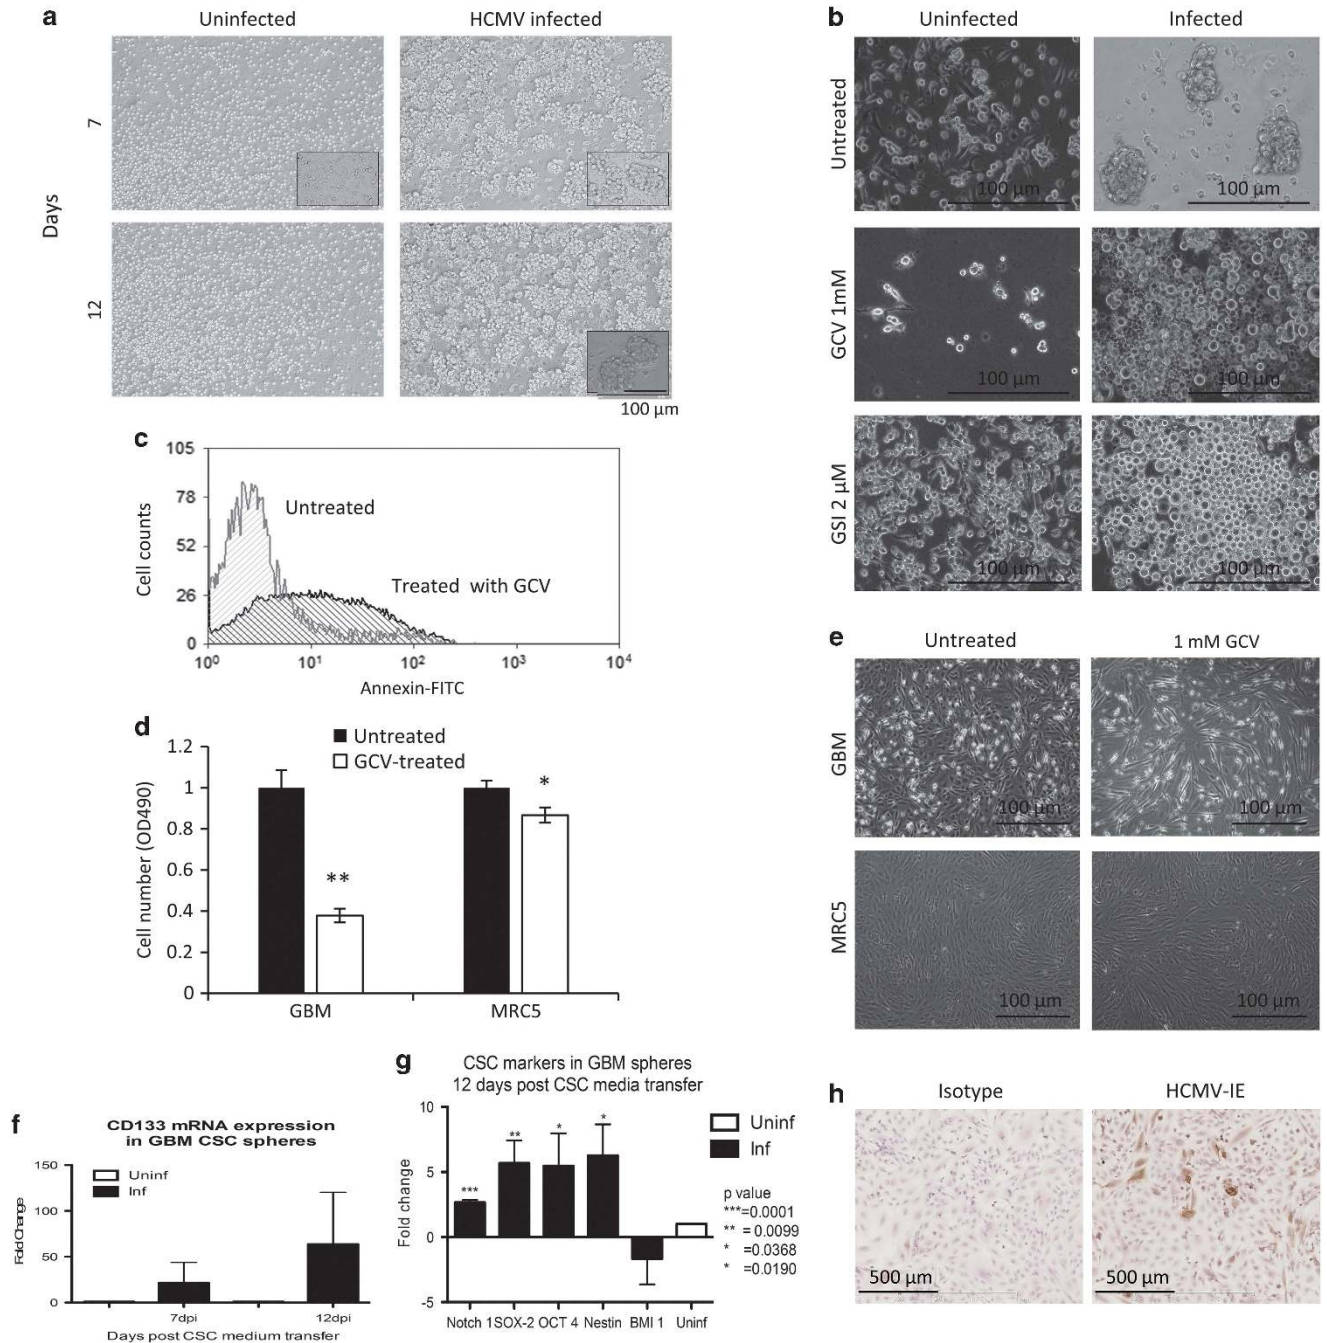 a
Uninfected
HCMV infected
Days
7
12
100 µm
b
Uninfected
Infected
Untreated
100 µm
100 µm
GCV 1mM
100 µm
100 µm
GSI 2 µM
100 µm
100 µm
c
105
78
52
26
0
Cell counts
Untreated
Treated with GCV
10⁰
10¹
10²
10³
10⁴
Annexin-FITC
d
Untreated
GCV-treated
1.2
1
0.8
0.6
0.4
0.2
0
Cell number (OD490)
**
*
GBM
MRC5
e
Untreated
1 mM GCV
GBM
100 µm
100 µm
MRC5
100 µm
100 µm
f
CD133 mRNA expression
in GBM CSC spheres
Uninf
Inf
150
100
50
0
Fold Change
7dpi
12dpi
Days post CSC medium transfer
g
CSC markers in GBM spheres
12 days post CSC media transfer
10
5
0
-5
Fold change
***
**
*
*
Uninf
Inf
p value
***=0.0001
** = 0.0099
* =0.0368
* =0.0190
Notch 1 SOX-2 OCT 4 Nestin BMI 1 Uninf
h
Isotype
HCMV-IE
500 µm
500 µm